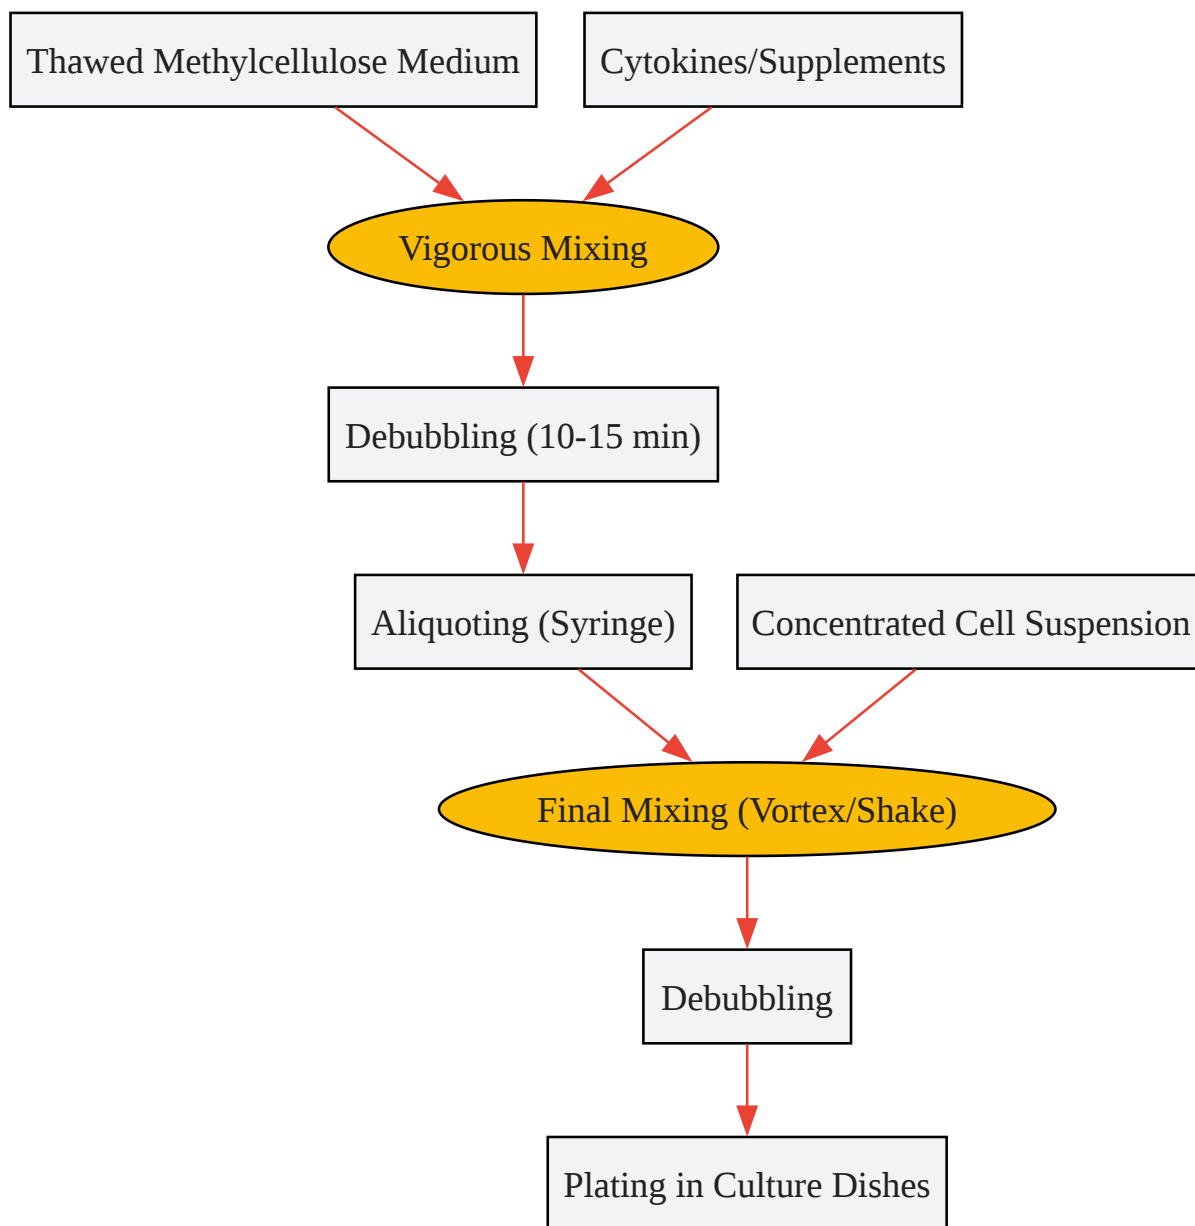 Thawed Methylcellulose Medium
Cytokines/Supplements
Vigorous Mixing
Debubbling (10-15 min)
Aliquoting (Syringe)
Concentrated Cell Suspension
Final Mixing (Vortex/Shake)
Debubbling
Plating in Culture Dishes